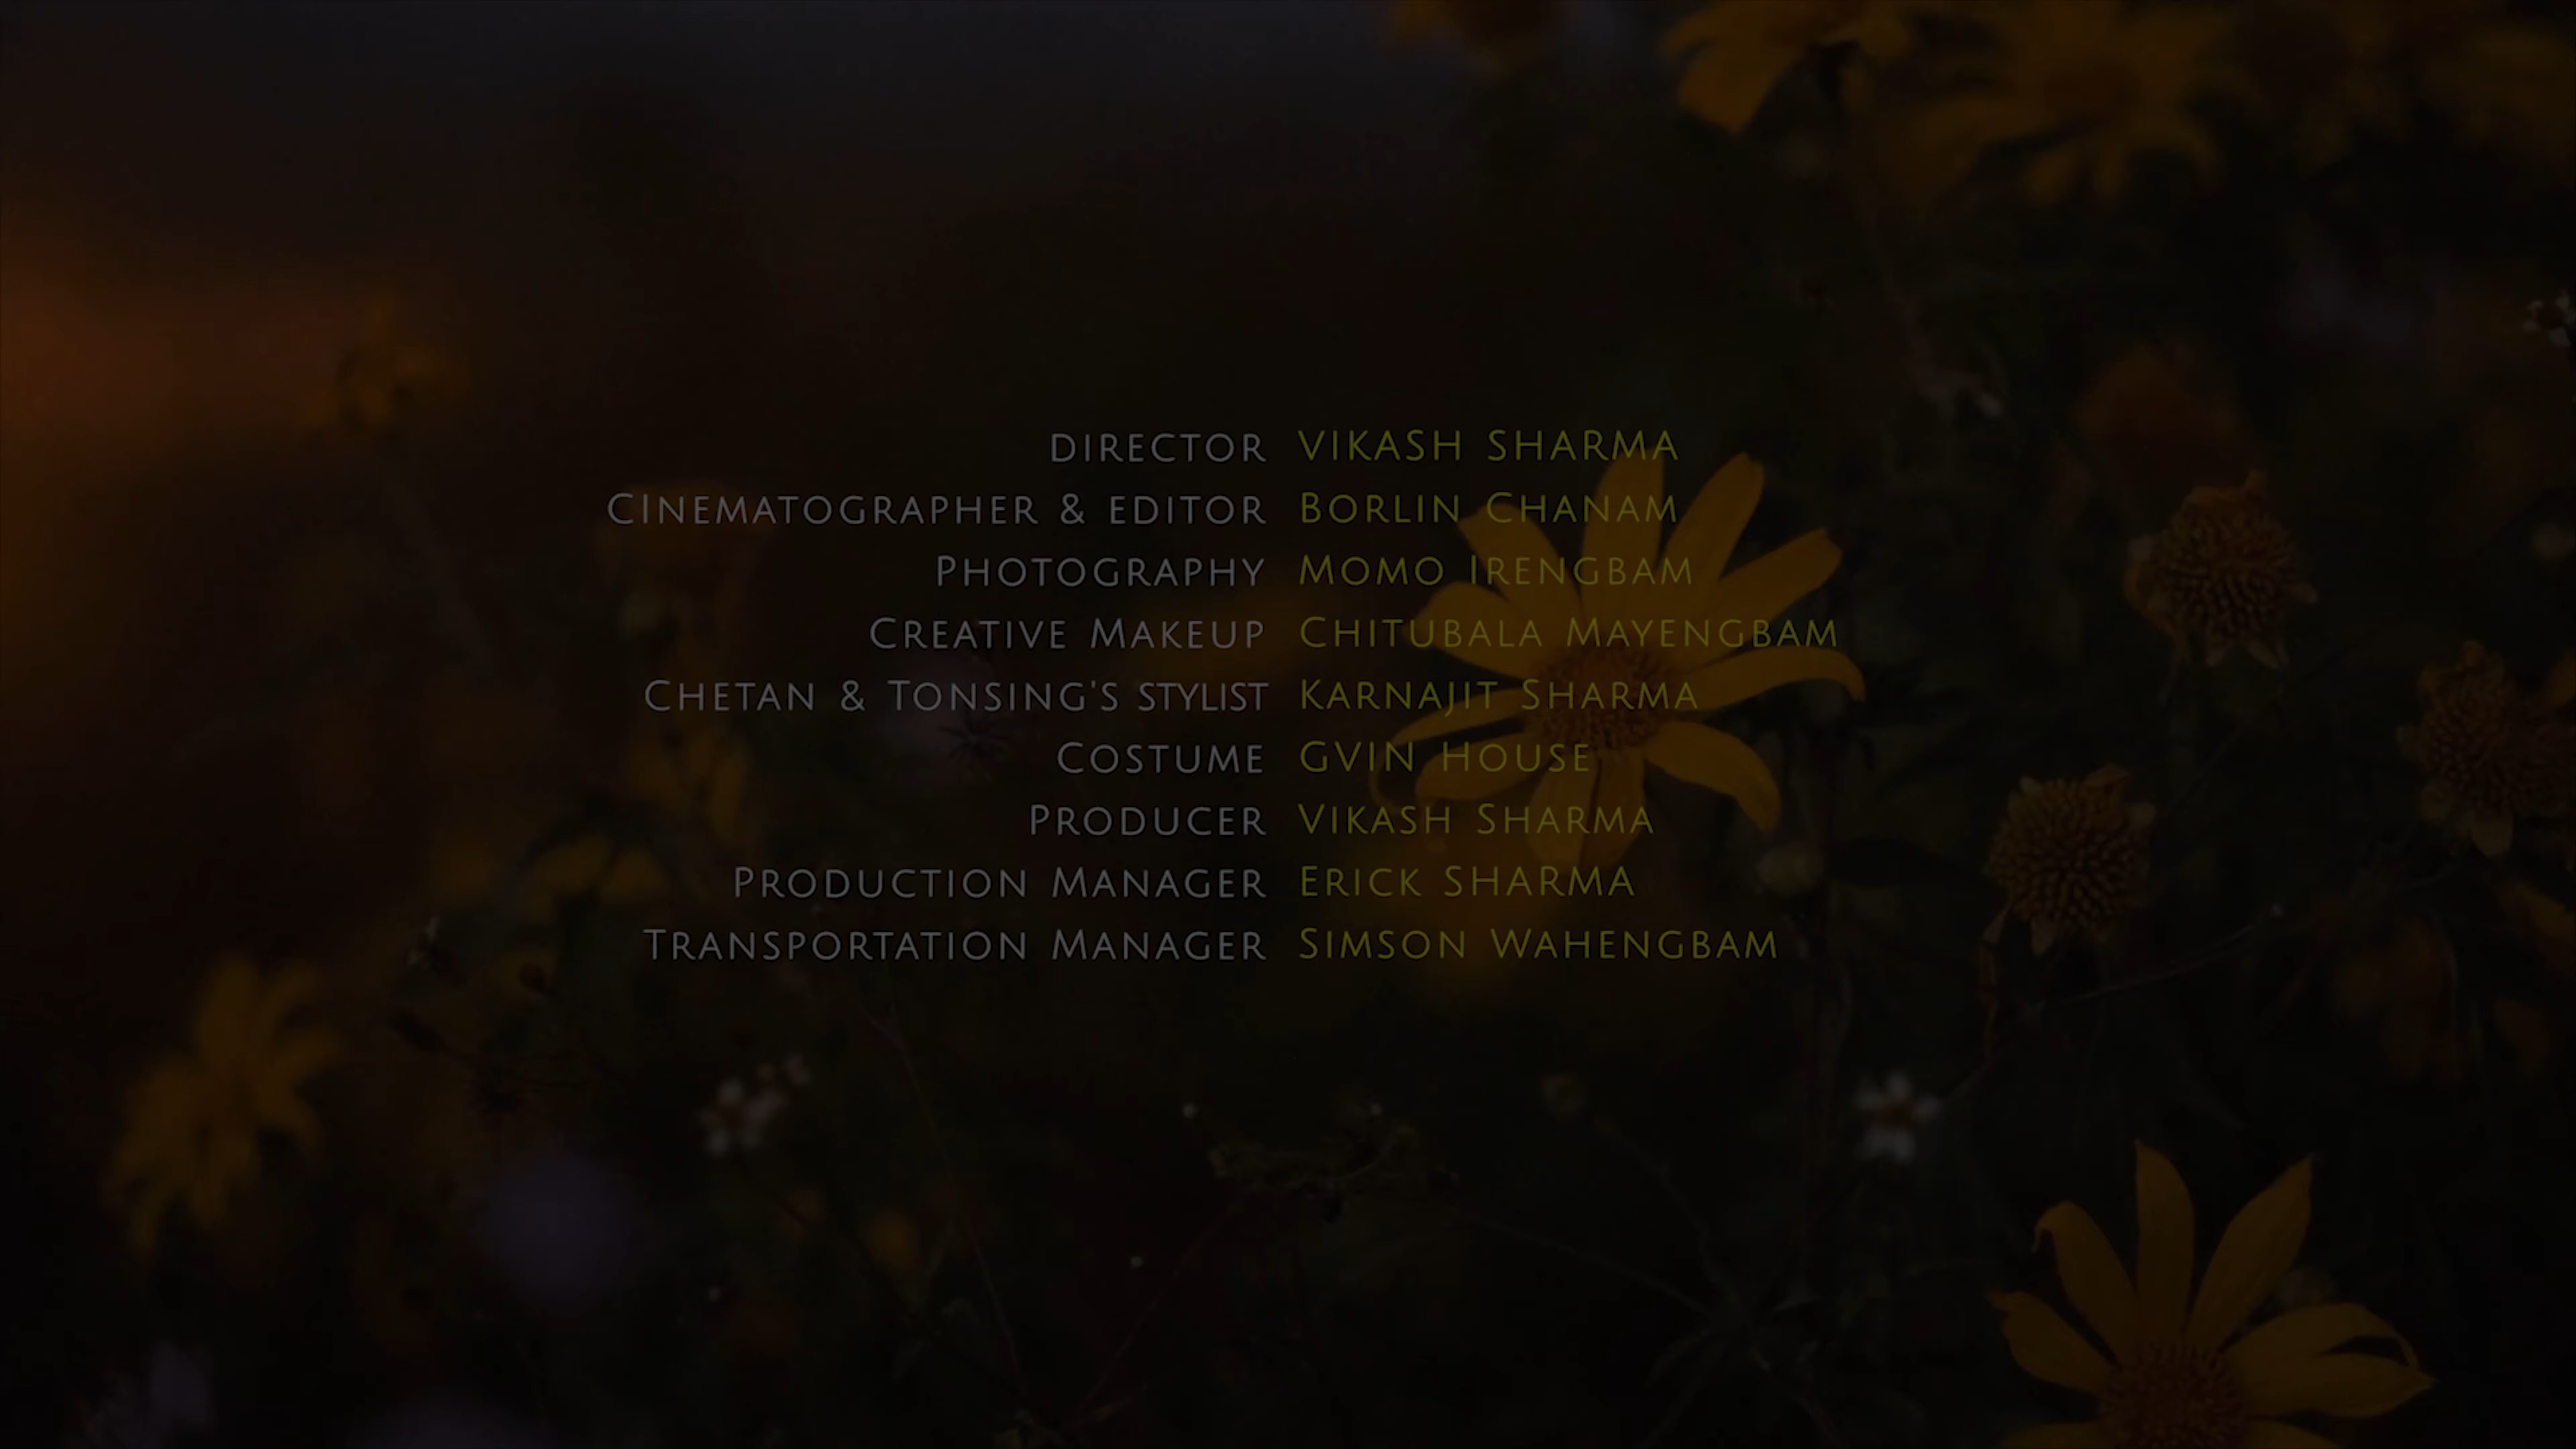 DIRECTOR VIKASH SHARMA
CINEMATOGRAPHER & EDITOR BORLIN CHANAM
PHOTOGRAPHY MOMO IRENGBAM
CREATIVE MAKEUP CHITUBALA MAYENGBAM
CHETAN & TONSING'S STYLIST KARNAJIT SHARMA
COSTUME GVIN HOUSE
PRODUCER VIKASH SHARMA
PRODUCTION MANAGER ERICK SHARMA
TRANSPORTATION MANAGER SIMSON WAHENGBAM